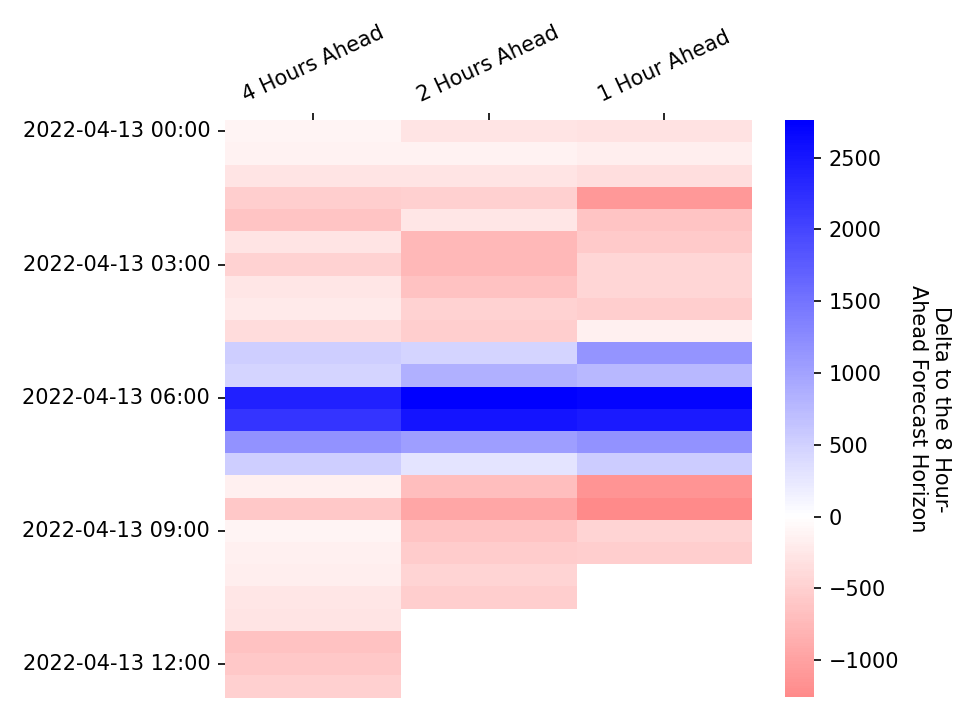 4 Hours Ahead
2 Hours Ahead
1 Hour Ahead
2022-04-13 00:00
2022-04-13 03:00
2022-04-13 06:00
2022-04-13 09:00
2022-04-13 12:00
2500
2000
1500
1000
500
0
−500
−1000
Delta to the 8 Hour-
Ahead Forecast Horizon